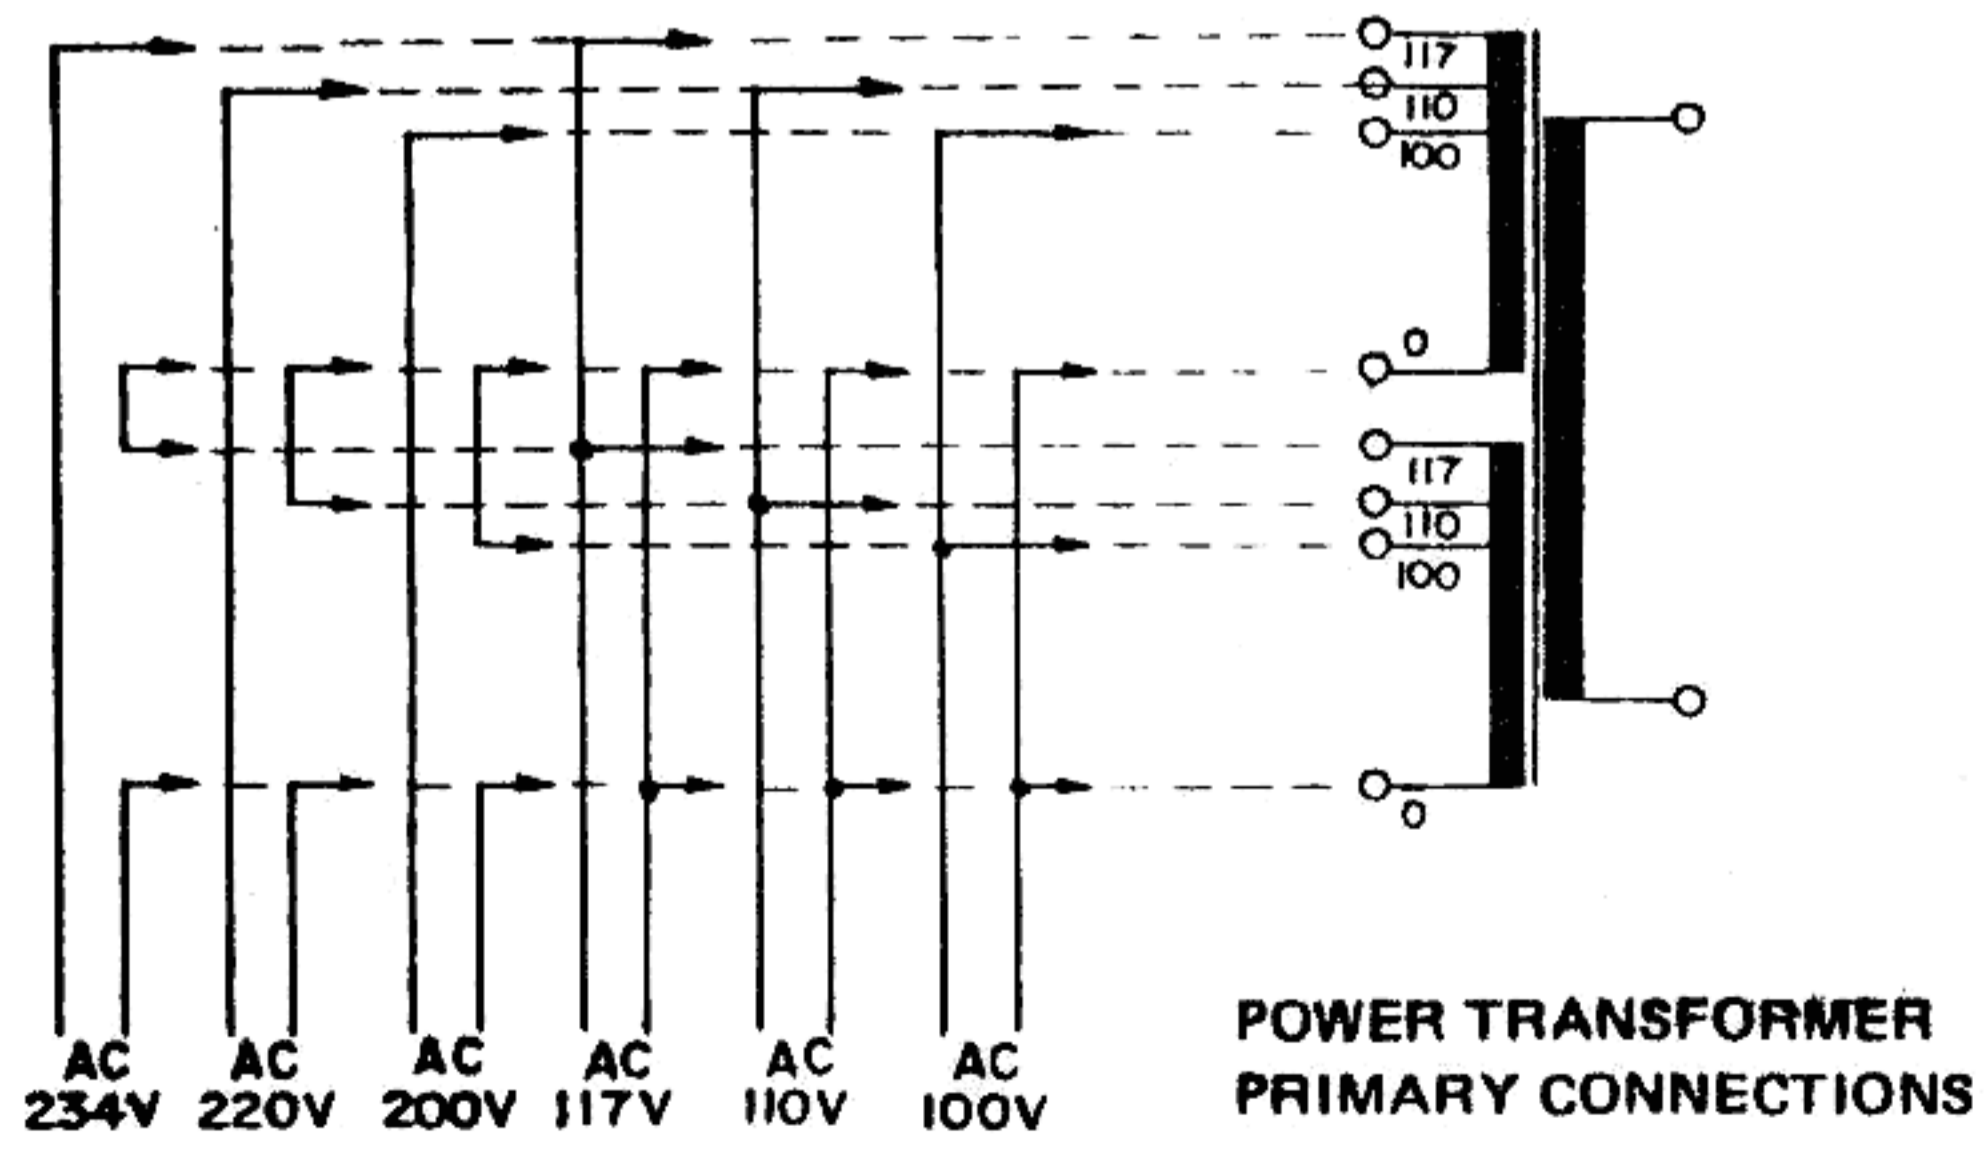 117
110
100
0
117
110
100
0
AC
234V
AC
220V
AC
200V
AC
117V
AC
110V
AC
100V
POWER TRANSFORMER
PRIMARY CONNECTIONS